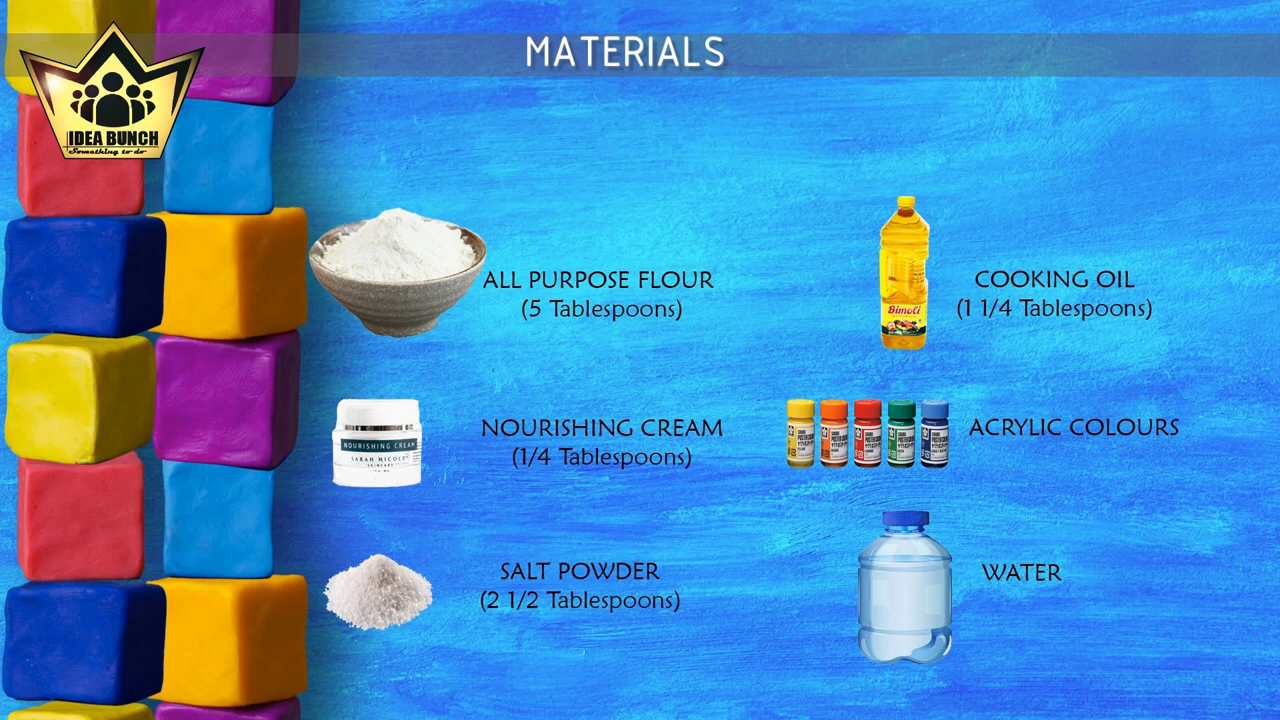 MATERIALS
IDEA BUNCH
Something to do
ALL PURPOSE FLOUR
(5 Tablespoons)
COOKING OIL
(1 1/4 Tablespoons)
Bimoli
NOURISHING CREAM
(1/4 Tablespoons)
NOURISHING CREAM
SARAH NICOLE
SKINCARE
ACRYLIC COLOURS
SALT POWDER
(2 1/2 Tablespoons)
WATER